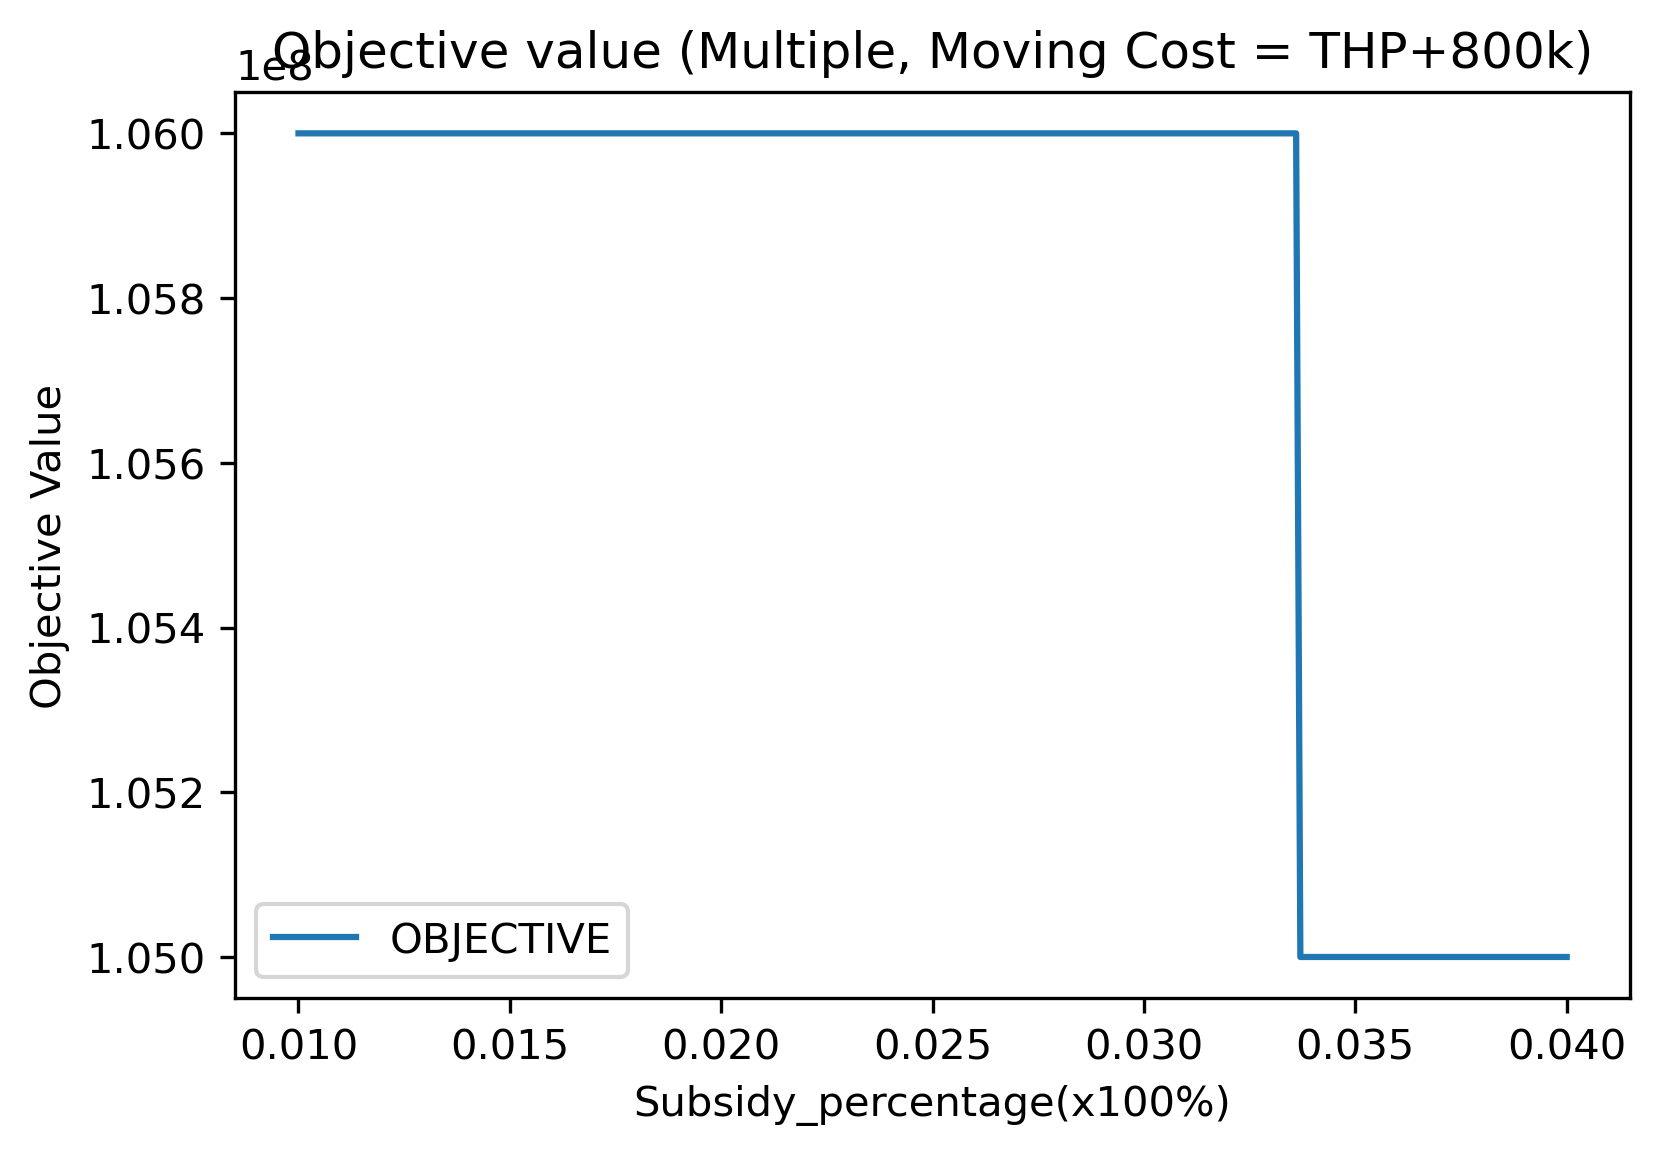 Objective value (Multiple, Moving Cost = THP+800k)
1e8
1.060
1.058
1.056
1.054
1.052
1.050
Objective Value
OBJECTIVE
0.010 0.015 0.020 0.025 0.030 0.035 0.040
Subsidy_percentage(x100%)